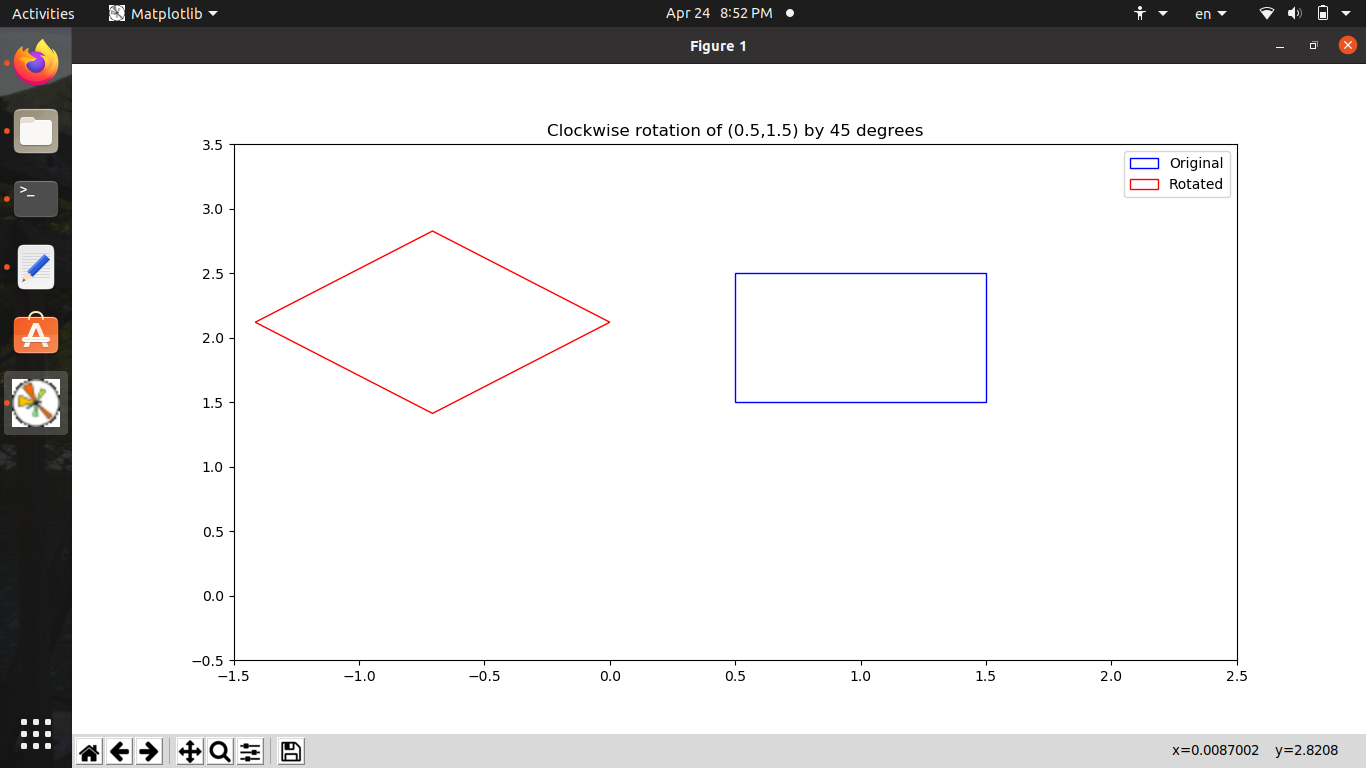 Activities Matplotlib Apr 24 8:52 PM en
Figure 1
Clockwise rotation of (0.5,1.5) by 45 degrees
3.5
Original
Rotated
3.0
2.5
2.0
1.5
1.0
0.5
0.0
−0.5
−1.5 −1.0 −0.5 0.0 0.5 1.0 1.5 2.0 2.5
x=0.0087002 y=2.8208